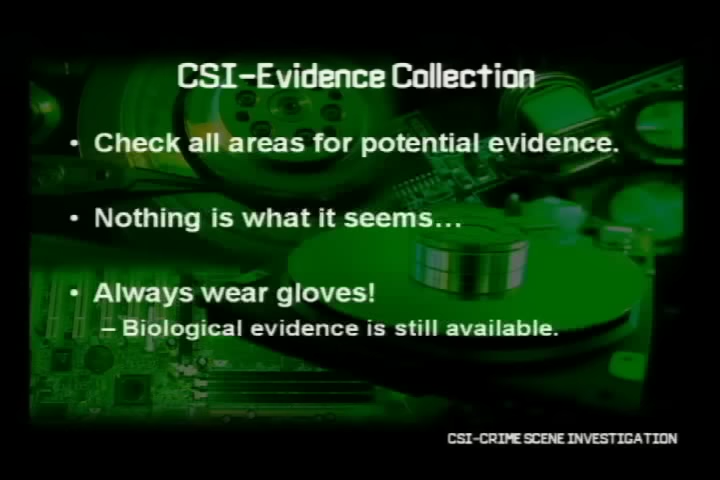 CSI-Evidence Collection
• Check all areas for potential evidence.
• Nothing is what it seems…
• Always wear gloves!
– Biological evidence is still available.
CSI-CRIME SCENE INVESTIGATION